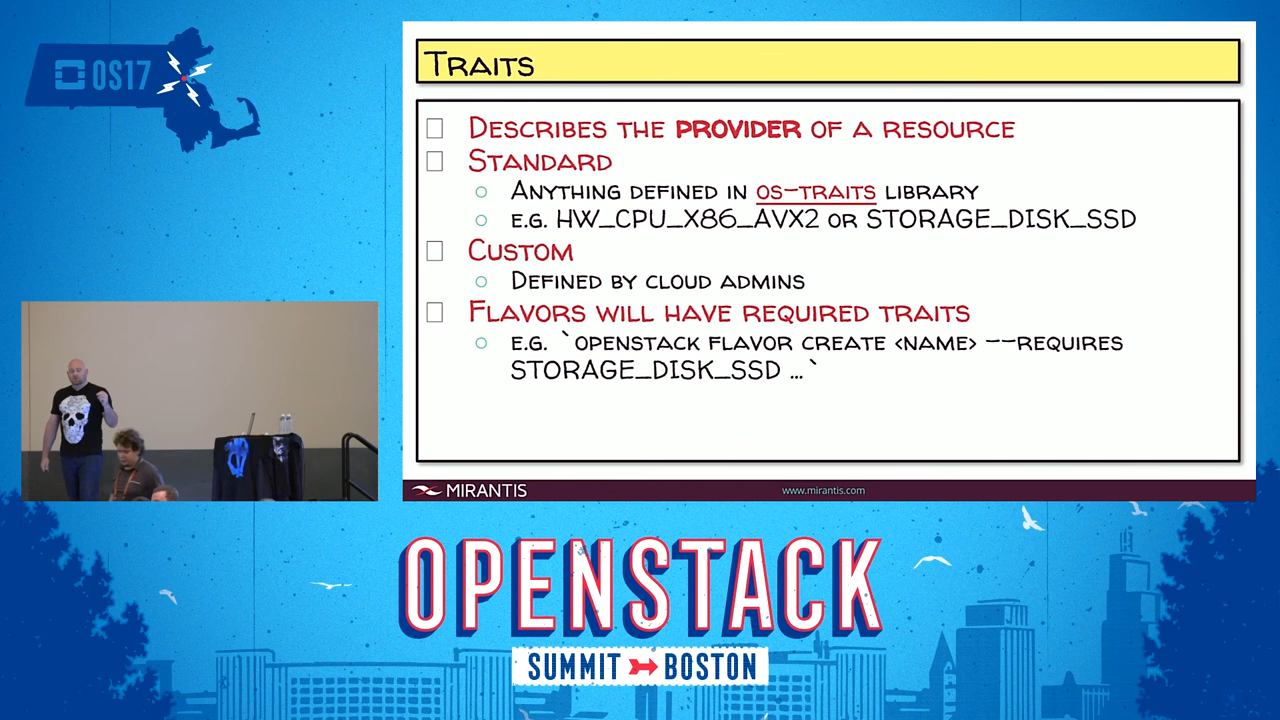 OS17
TRAITS
DESCRIBES THE PROVIDER OF A RESOURCE
STANDARD
ANYTHING DEFINED IN OS-TRAITS LIBRARY
E.G. HW_CPU_X86_AVX2 OR STORAGE_DISK_SSD
CUSTOM
DEFINED BY CLOUD ADMINS
FLAVORS WILL HAVE REQUIRED TRAITS
E.G. `OPENSTACK FLAVOR CREATE <NAME> --REQUIRES
STORAGE_DISK_SSD ...`
MIRANTIS
www.mirantis.com
OPENSTACK
SUMMIT BOSTON